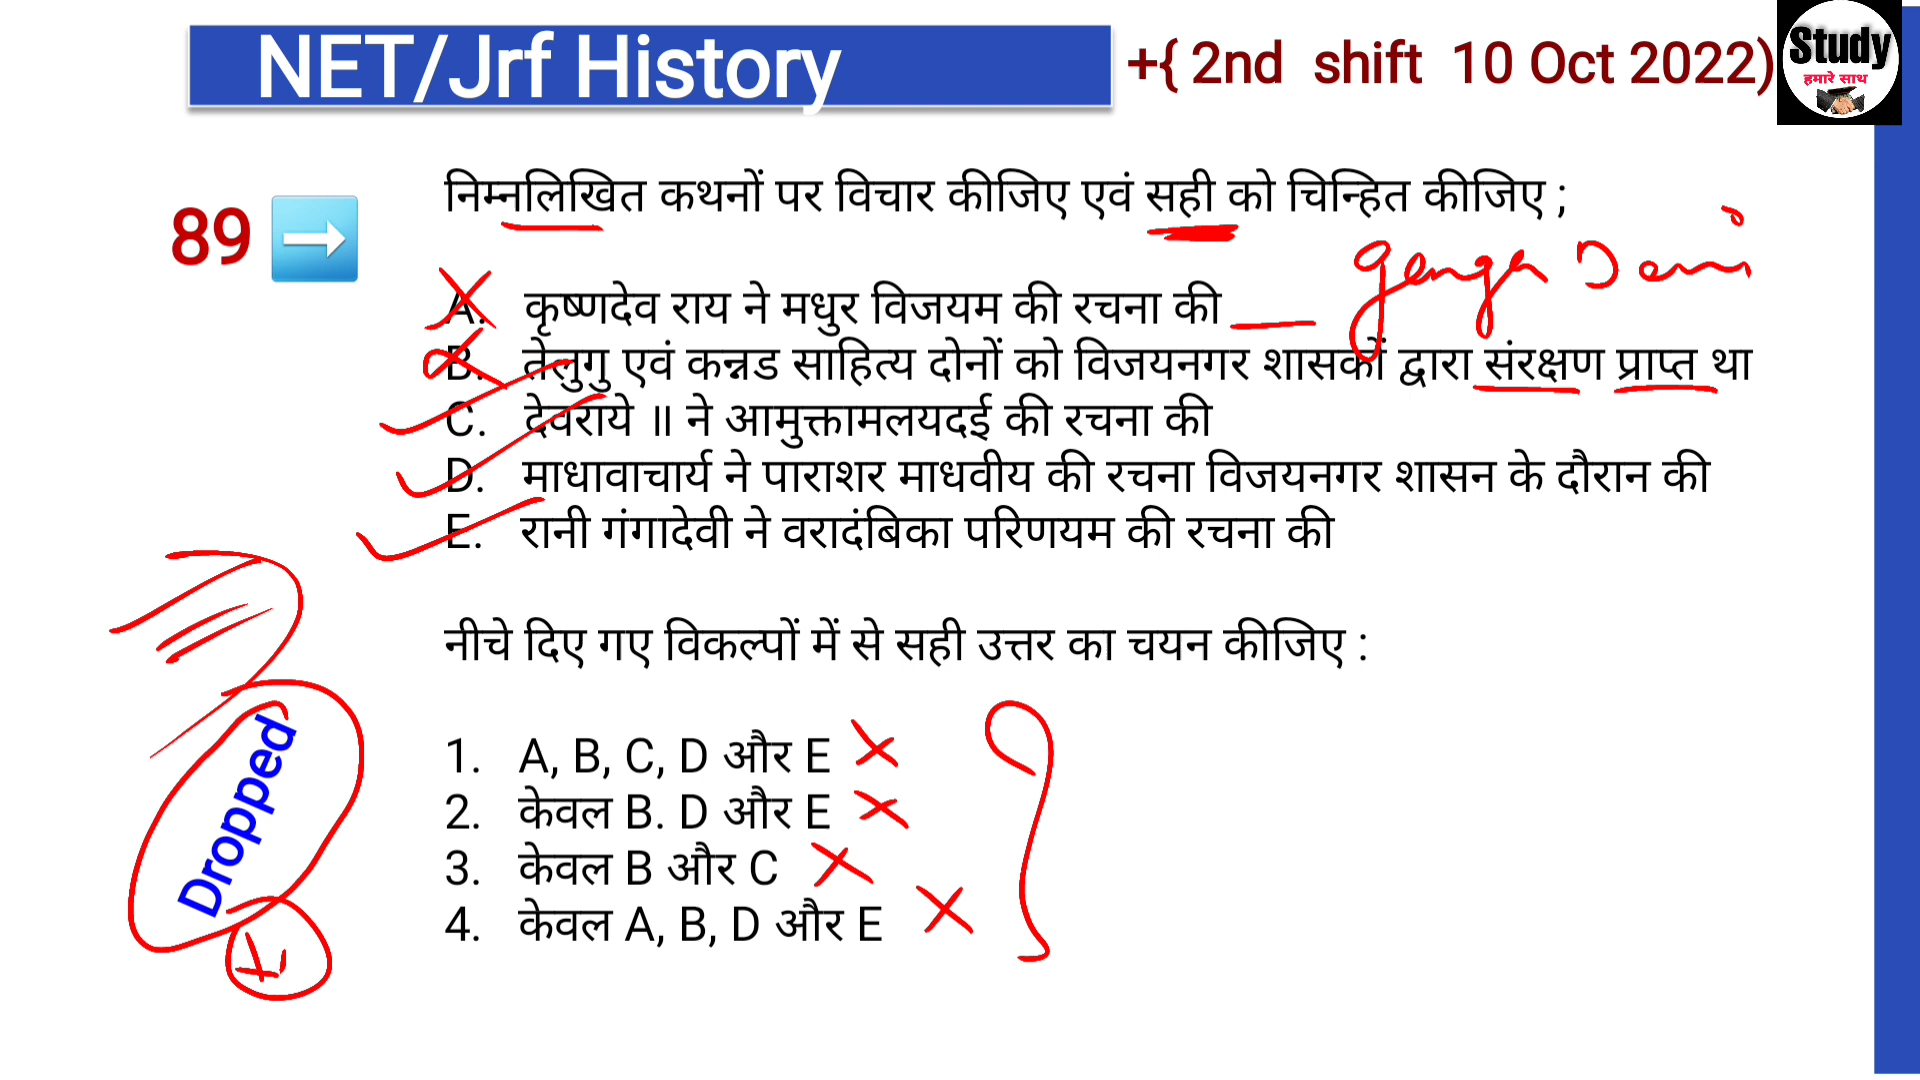 NET/Jrf History
+{ 2nd shift 10 Oct 2022)
Study
हमारे साथ
89
निम्नलिखित कथनों पर विचार कीजिए एवं सही को चिन्हित कीजिए ;
ganga Devi
A. कृष्णदेव राय ने मधुर विजयम की रचना की
B. तेलुगु एवं कन्नड साहित्य दोनों को विजयनगर शासकों द्वारा संरक्षण प्राप्त था
C. देवराये ॥ ने आमुक्तामलयदई की रचना की
D. माधावाचार्य ने पाराशर माधवीय की रचना विजयनगर शासन के दौरान की
E. रानी गंगादेवी ने वरादंबिका परिणयम की रचना की
नीचे दिए गए विकल्पों में से सही उत्तर का चयन कीजिए :
1. A, B, C, D और E
2. केवल B. D और E
3. केवल B और C
4. केवल A, B, D और E
Dropped